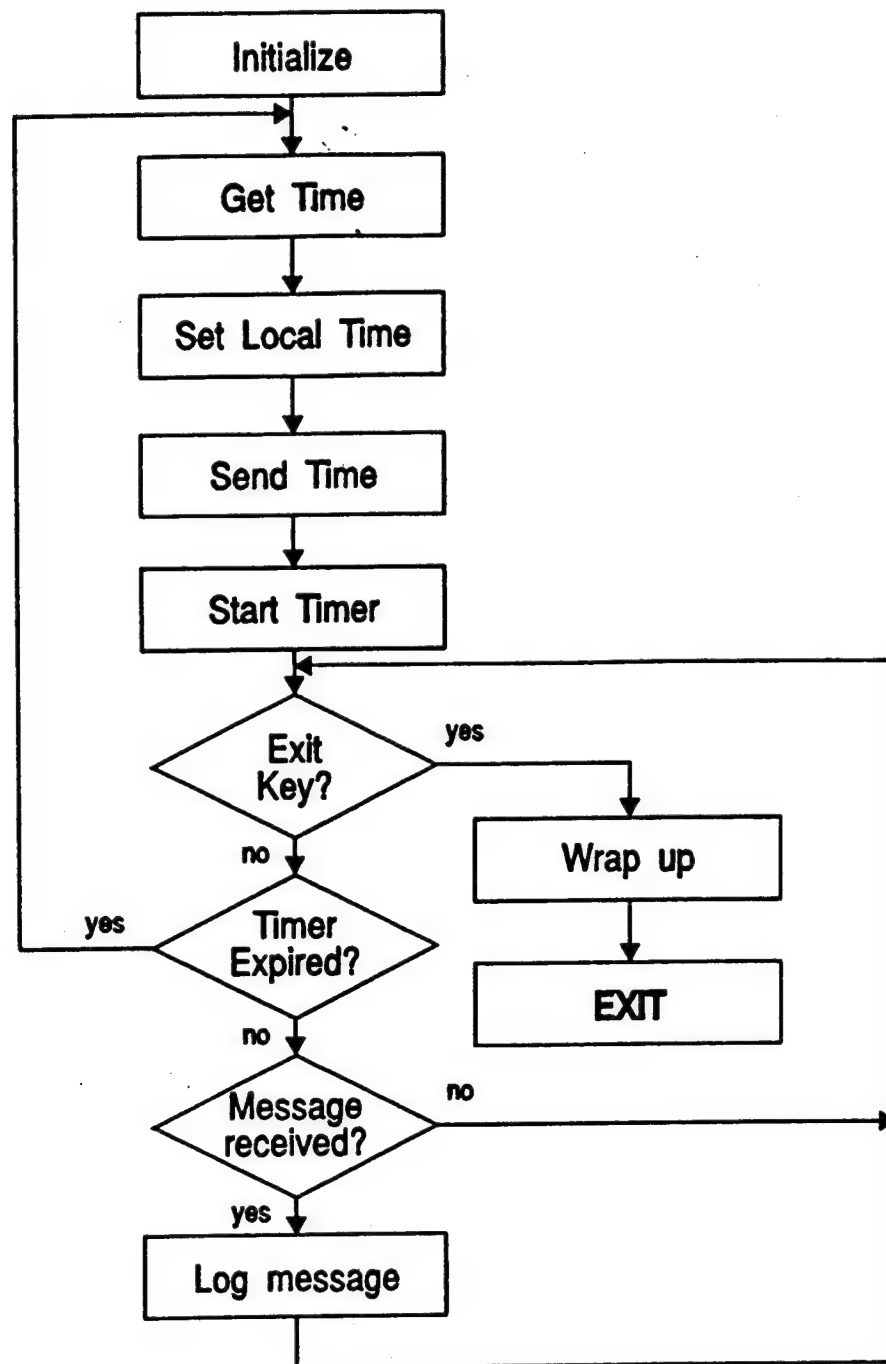 Initialize
Get Time
Set Local Time
Send Time
Start Timer
Exit
Key?
yes
no
Wrap up
EXIT
Timer
Expired?
yes
no
Message
received?
no
yes
Log message